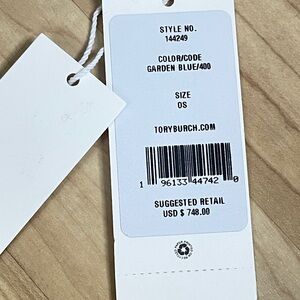 STYLE NO.
144249
COLOR/CODE
GARDEN BLUE/400
SIZE
OS
TORYBURCH.COM
1 96133 44742 0
SUGGESTED RETAIL
USD $ 748.00